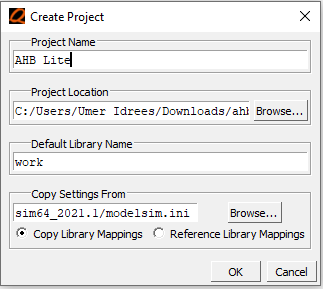 Create Project
Project Name
AHB Lite
Project Location
C:/Users/Umer Idrees/Downloads/ahb
Browse...
Default Library Name
work
Copy Settings From
sim64_2021.1/modelsim.ini
Browse...
Copy Library Mappings
Reference Library Mappings
OK
Cancel